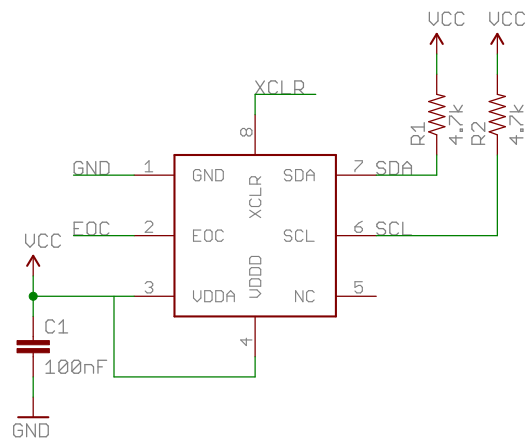 VCC VCC
XCLR
8
R1
4.7k
R2
4.7k
GND 1 GND XCLR SDA 7 SDA
EOC 2 EOC SCL 6 SCL
VCC
3 VDDA VDDD NC 5
4
C1
100nF
GND